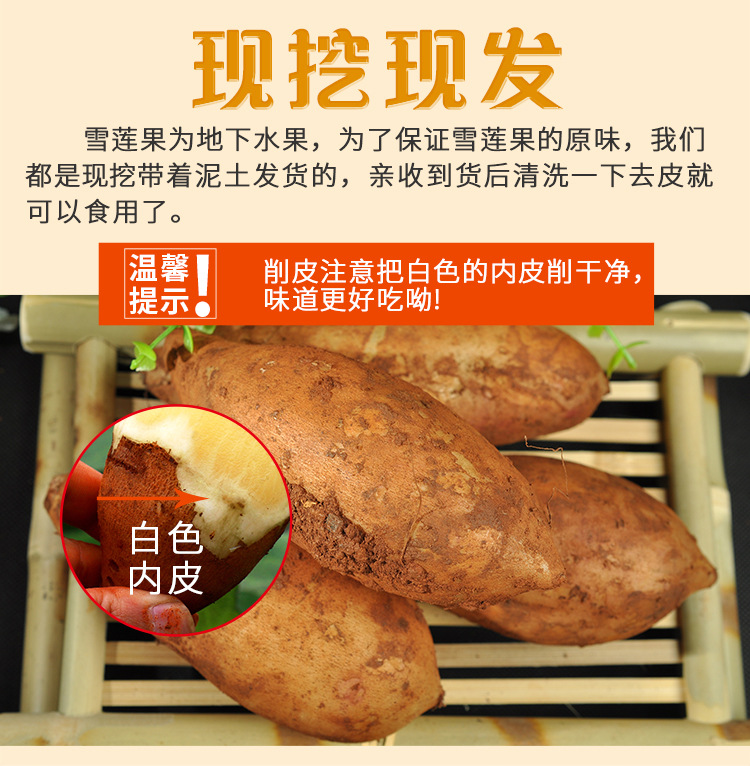 现挖现发
雪莲果为地下水果，为了保证雪莲果的原味，我们
都是现挖带着泥土发货的，亲收到货后清洗一下去皮就
可以食用了。
温馨
提示！
削皮注意把白色的内皮削干净，
味道更好吃呦!
白色
内皮